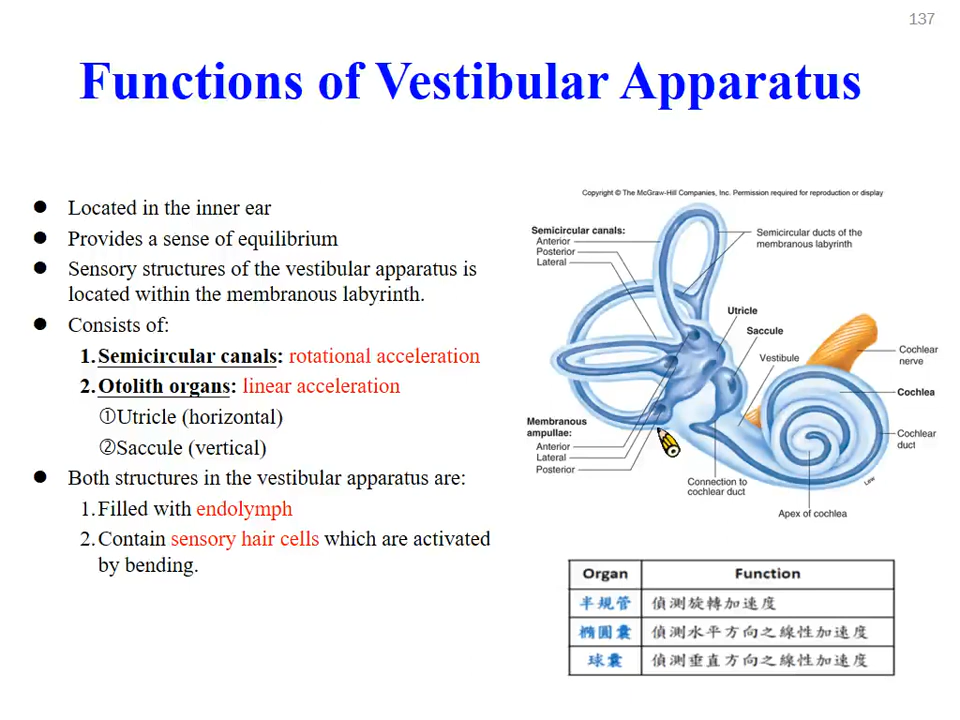 137
Functions of Vestibular Apparatus
● Located in the inner ear
● Provides a sense of equilibrium
● Sensory structures of the vestibular apparatus is
located within the membranous labyrinth.
● Consists of:
1. Semicircular canals: rotational acceleration
2. Otolith organs: linear acceleration
①Utricle (horizontal)
②Saccule (vertical)
● Both structures in the vestibular apparatus are:
1. Filled with endolymph
2. Contain sensory hair cells which are activated
by bending.
Copyright © The McGraw-Hill Companies, Inc. Permission required for reproduction or display
Semicircular canals:
Anterior
Posterior
Lateral
Semicircular ducts of the
membranous labyrinth
Utricle
Saccule
Vestibule
Cochlear
nerve
Cochlea
Cochlear
duct
Membranous
ampullae:
Anterior
Lateral
Posterior
Connection to
cochlear duct
Apex of cochlea
Organ Function
半規管 偵測旋轉加速度
橢圓囊 偵測水平方向之線性加速度
球囊 偵測垂直方向之線性加速度